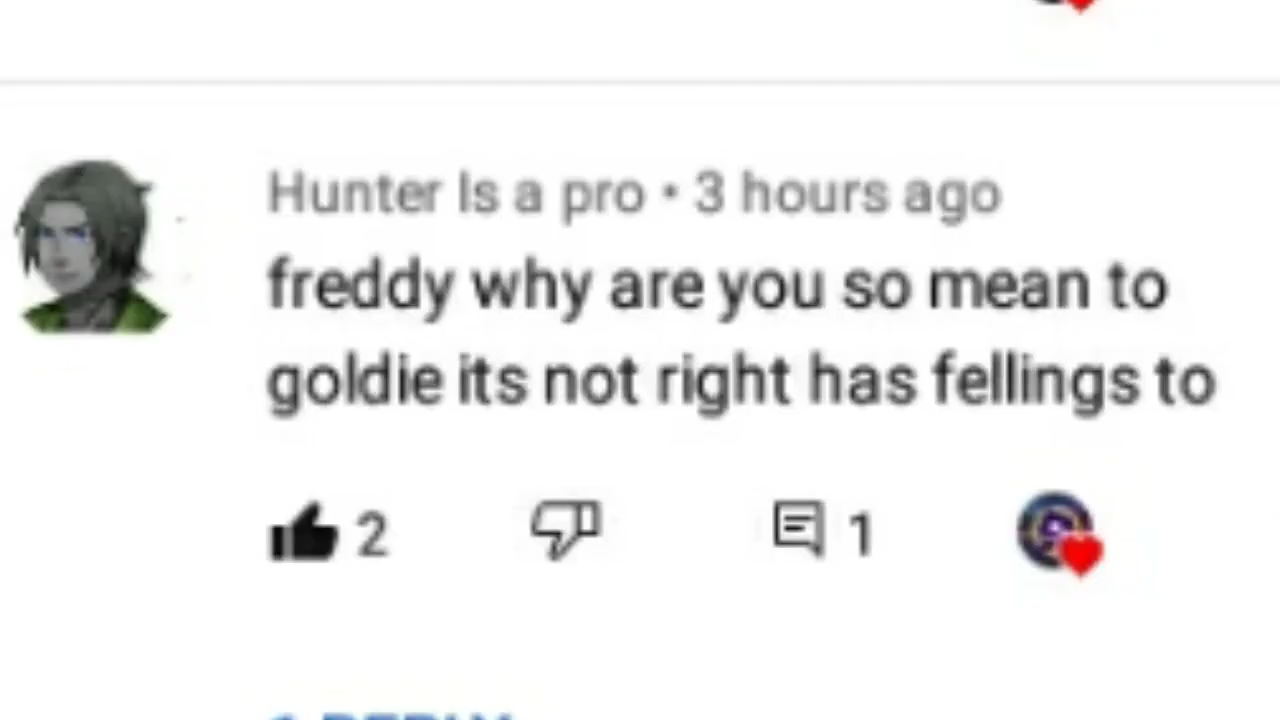 Hunter Is a pro • 3 hours ago
freddy why are you so mean to
goldie its not right has fellings to
2 1
REPLY